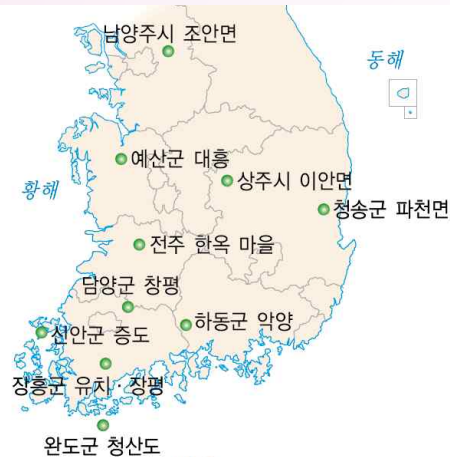 남양주시 조안면
동해
예산군 대흥
상주시 이안면
황해
청송군 파천면
전주 한옥 마을
담양군 창평
하동군 악양
신안군 증도
장흥군 유치·장평
완도군 청산도